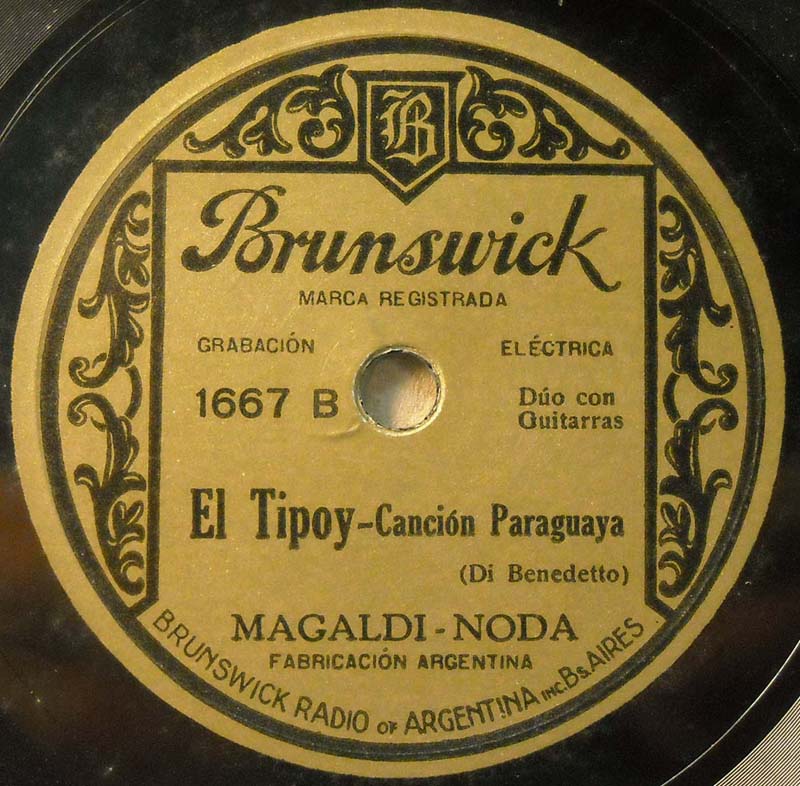 B
Brunswick
MARCA REGISTRADA
GRABACIÓN ELÉCTRICA
1667 B
Dúo con
Guitarras
El Tipoy-Canción Paraguaya
(Di Benedetto)
MAGALDI-NODA
FABRICACIÓN ARGENTINA
BRUNSWICK RADIO OF ARGENTINA INC. Bs. AIRES